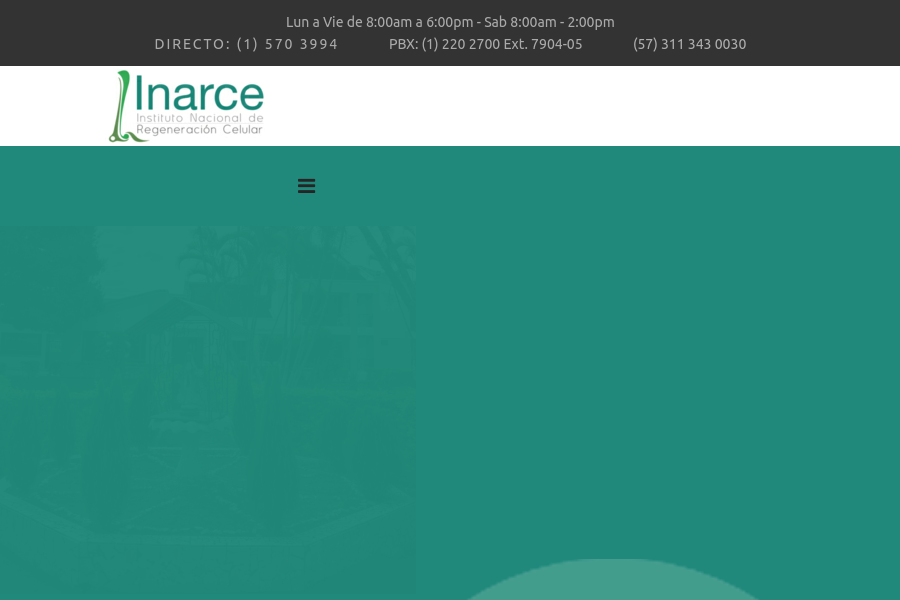 Lun a Vie de 8:00am a 6:00pm - Sab 8:00am - 2:00pm
DIRECTO: (1) 570 3994 PBX: (1) 220 2700 Ext. 7904-05 (57) 311 343 0030
Inarce
Instituto Nacional de
Regeneración Celular